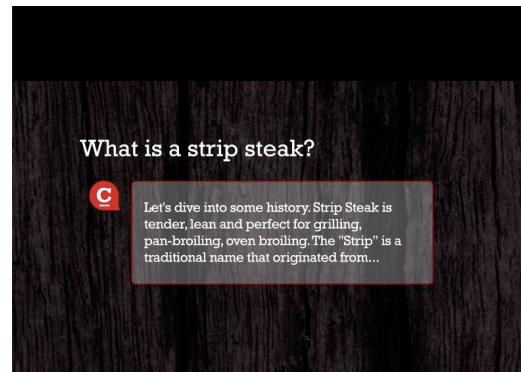 What is a strip steak?
C
Let's dive into some history. Strip Steak is
tender, lean and perfect for grilling,
pan-broiling, oven broiling. The "Strip" is a
traditional name that originated from...